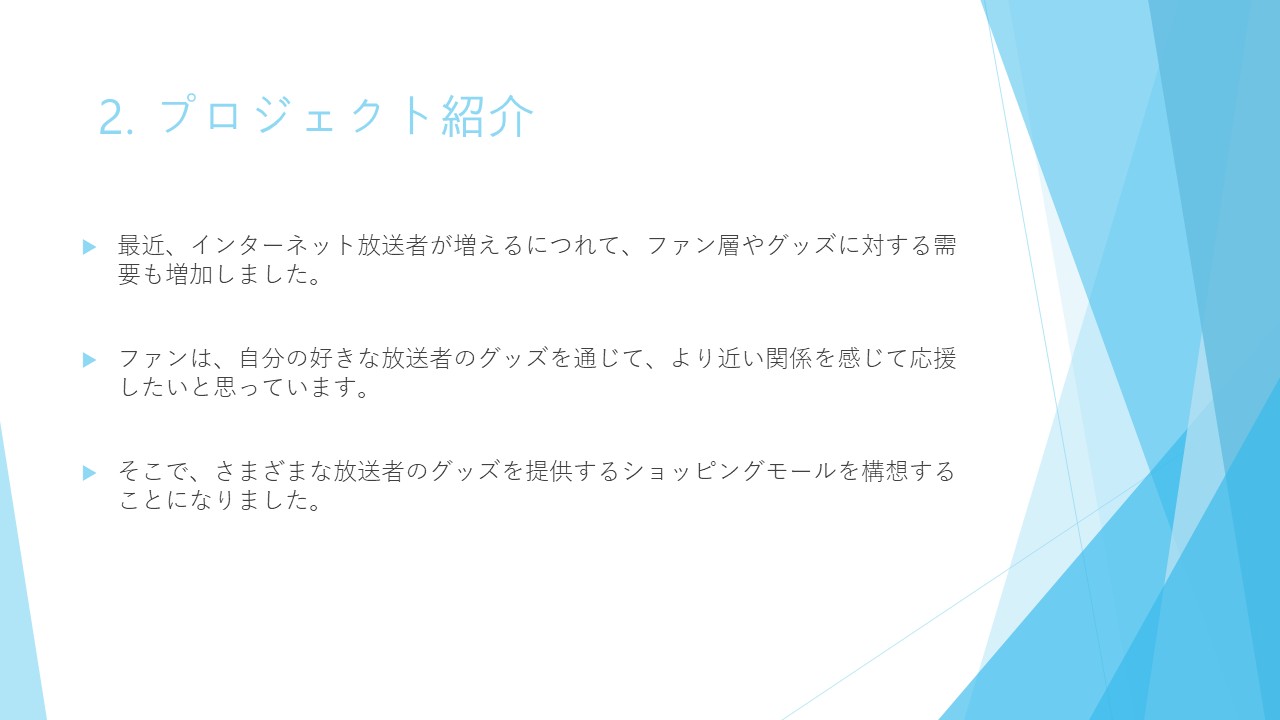 2. プロジェクト紹介
最近、インターネット放送者が増えるにつれて、ファン層やグッズに対する需
要も増加しました。
ファンは、自分の好きな放送者のグッズを通じて、より近い関係を感じて応援
したいと思っています。
そこで、さまざまな放送者のグッズを提供するショッピングモールを構想する
ことになりました。